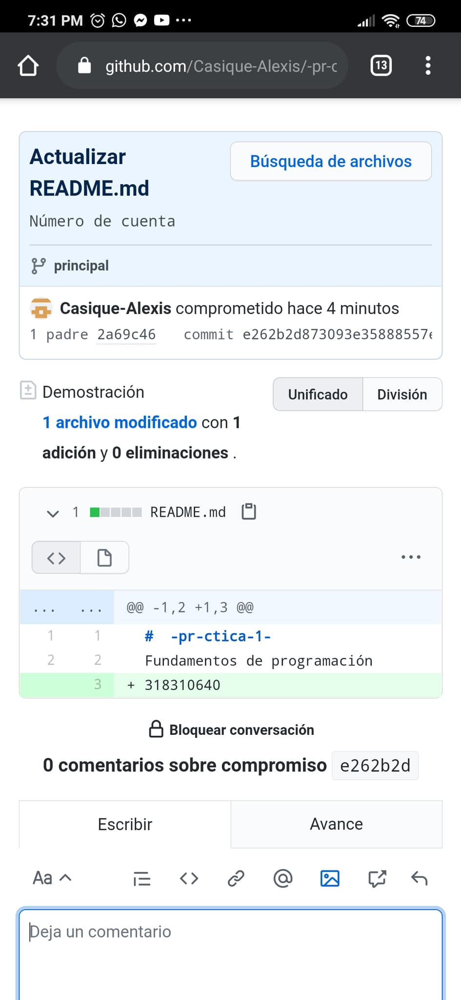 7:31 PM
74
github.com/Casique-Alexis/-pr-c
13
Actualizar
README.md
Búsqueda de archivos
Número de cuenta
principal
Casique-Alexis comprometido hace 4 minutos
1 padre 2a69c46 commit e262b2d873093e35888557e
Demostración
Unificado
División
1 archivo modificado con 1
adición y 0 eliminaciones .
1 README.md
... ... @@ -1,2 +1,3 @@
1 1 # -pr-ctica-1-
2 2 Fundamentos de programación
3 + 318310640
Bloquear conversación
0 comentarios sobre compromiso e262b2d
Escribir
Avance
Aa
Deja un comentario